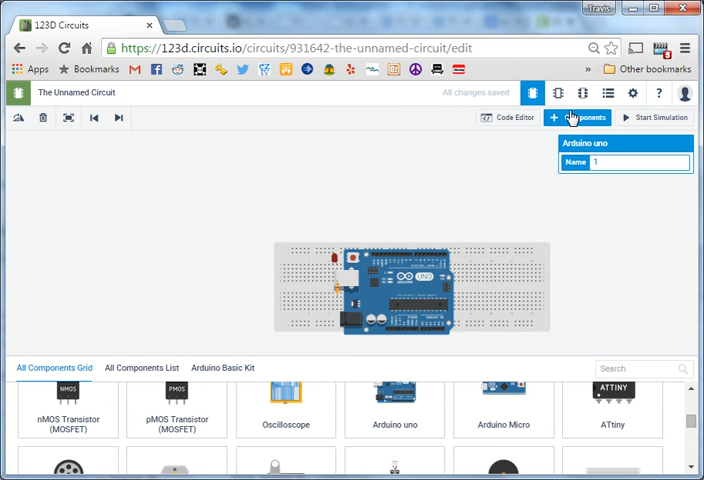 Travis
123D Circuits
https://123d.circuits.io/circuits/931642-the-unnamed-circuit/edit
Apps
Bookmarks
Other bookmarks
The Unnamed Circuit
All changes saved
Code Editor
+ Components
Start Simulation
Arduino uno
Name 1
UNO
All Components Grid
All Components List
Arduino Basic Kit
Search
NMOS
PMOS
ATTINY
nMOS Transistor
(MOSFET)
pMOS Transistor
(MOSFET)
Oscilloscope
Arduino uno
Arduino Micro
ATtiny